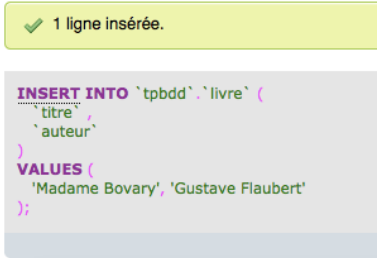 1 ligne insérée.
INSERT INTO `tpbdd`.`livre` (
`titre` ,
`auteur`
)
VALUES (
'Madame Bovary', 'Gustave Flaubert'
);